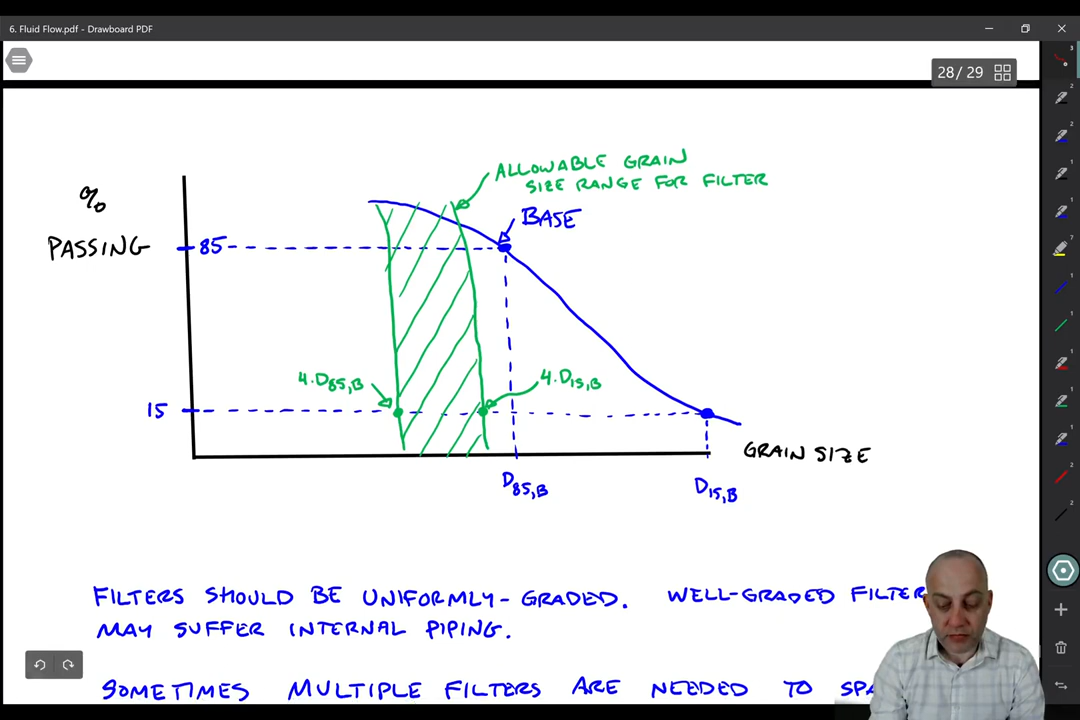 6. Fluid Flow.pdf - Drawboard PDF
28/29
ALLOWABLE GRAIN
SIZE RANGE FOR FILTER
%
PASSING
BASE
85
4.D85,B
4.D15,B
15
GRAIN SIZE
D85,B
D15,B
FILTERS SHOULD BE UNIFORMLY-GRADED. WELL-GRADED FILTER
MAY SUFFER INTERNAL PIPING.
SOMETIMES MULTIPLE FILTERS ARE NEEDED TO SPA